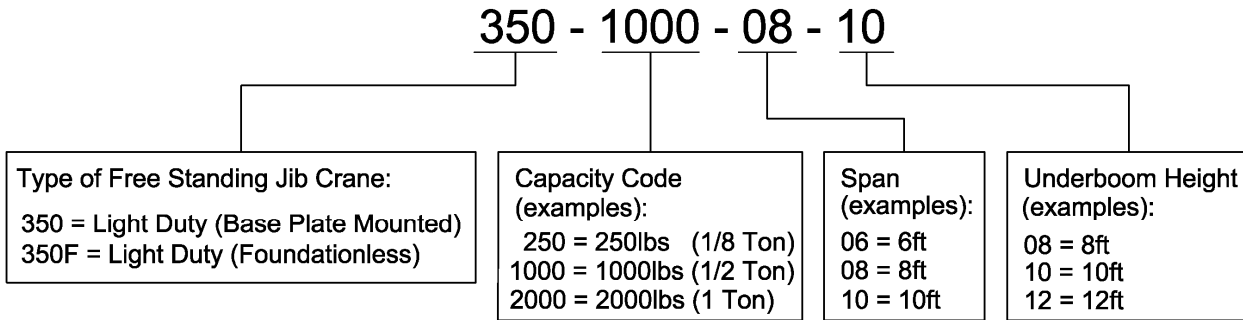 350 - 1000 - 08 - 10
Type of Free Standing Jib Crane:
350 = Light Duty (Base Plate Mounted)
350F = Light Duty (Foundationless)
Capacity Code
(examples):
250 = 250lbs (1/8 Ton)
1000 = 1000lbs (1/2 Ton)
2000 = 2000lbs (1 Ton)
Span
(examples):
06 = 6ft
08 = 8ft
10 = 10ft
Underboom Height
(examples):
08 = 8ft
10 = 10ft
12 = 12ft